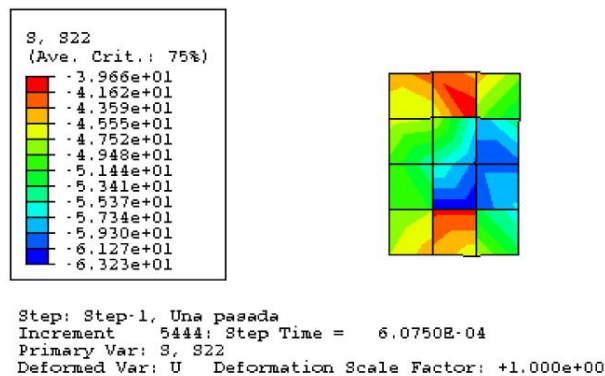 S, S22
(Ave. Crit.: 75%)
-3.966e+01
-4.162e+01
-4.359e+01
-4.555e+01
-4.752e+01
-4.948e+01
-5.144e+01
-5.341e+01
-5.537e+01
-5.734e+01
-5.930e+01
-6.127e+01
-6.323e+01
Step: Step-1, Una pasada
Increment 5444: Step Time = 6.0750E-04
Primary Var: S, S22
Deformed Var: U Deformation Scale Factor: +1.000e+00